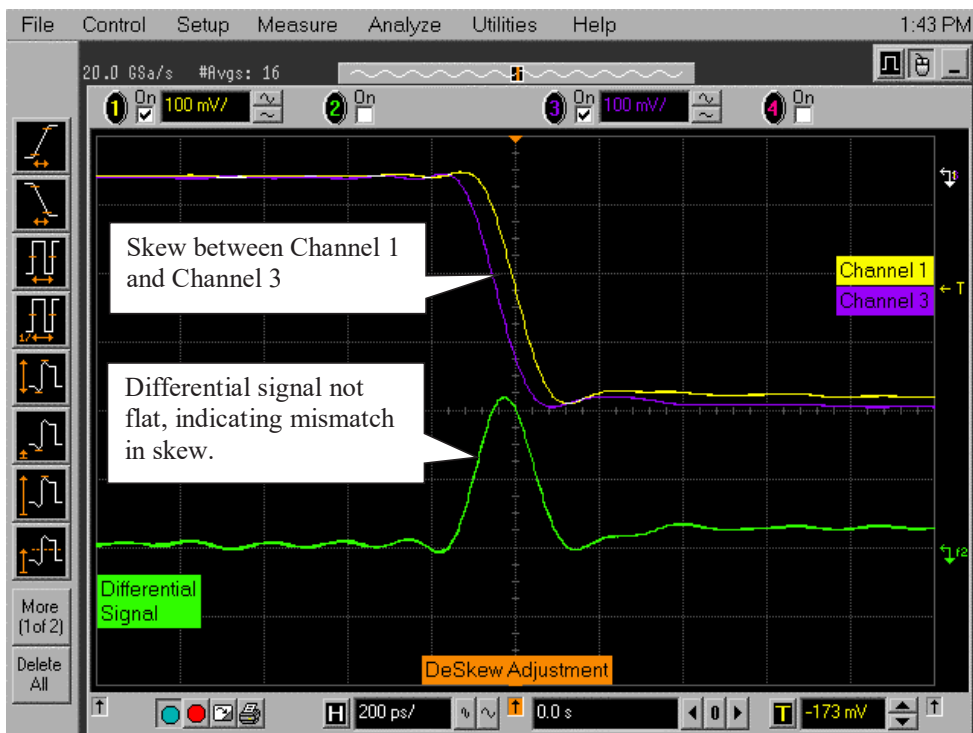 File Control Setup Measure Analyze Utilities Help 1:43 PM
20.0 GSa/s #Avgs: 16
1 On 100 mV/ 2 On 3 On 100 mV/ 4 On
Skew between Channel 1
and Channel 3
Channel 1
T
Channel 3
Differential signal not
flat, indicating mismatch
in skew.
f2
Differential
Signal
More
(1of 2)
Delete
All
DeSkew Adjustment
H 200 ps/ 0.0 s 0 T -173 mV